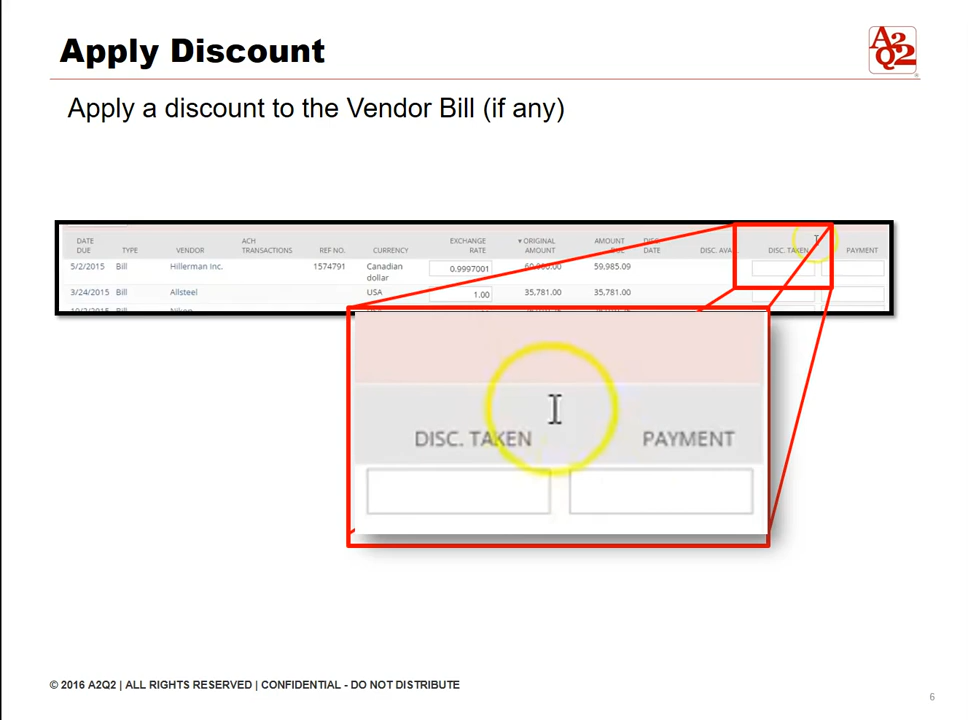 Apply Discount
A2Q2
Apply a discount to the Vendor Bill (if any)
DATE DUE TYPE VENDOR ACH TRANSACTIONS REF NO. CURRENCY EXCHANGE RATE ▼ORIGINAL AMOUNT AMOUNT DISC. DATE DISC. DISC. TAKEN PAYMENT
5/2/2015 Bill Hillerman Inc. 1574791 Canadian dollar 0.9997001 59,985.09
3/24/2015 Bill Allsteel USA 1.00 35,781.00 35,781.00
Bill
DISC. TAKEN PAYMENT
© 2016 A2Q2 | ALL RIGHTS RESERVED | CONFIDENTIAL - DO NOT DISTRIBUTE
6